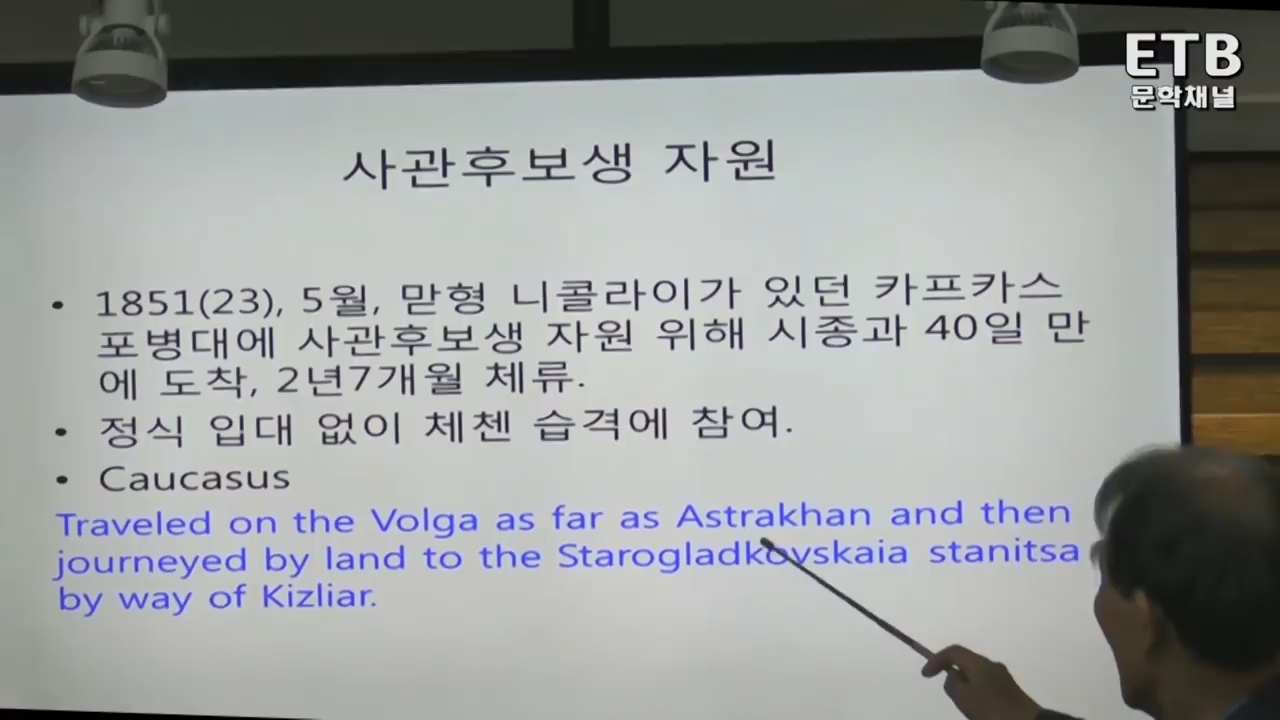 ETB
문학채널
사관후보생 자원
• 1851(23), 5월, 맏형 니콜라이가 있던 카프카스
포병대에 사관후보생 자원 위해 시종과 40일 만
에 도착, 2년7개월 체류.
• 정식 입대 없이 체첸 습격에 참여.
• Caucasus
Traveled on the Volga as far as Astrakhan and then
journeyed by land to the Starogladkovskaia stanitsa
by way of Kizliar.